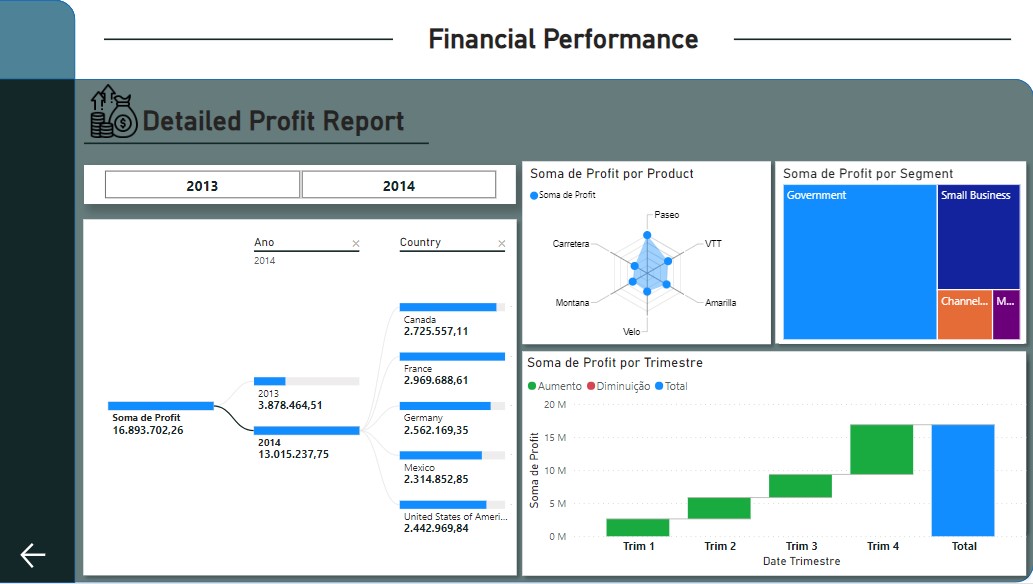 Financial Performance
Detailed Profit Report
2013
2014
Ano
2014
Country
Soma de Profit
16.893.702,26
2013
3.878.464,51
2014
13.015.237,75
Canada
2.725.557,11
France
2.969.688,61
Germany
2.562.169,35
Mexico
2.314.852,85
United States of Ameri...
2.442.969,84
Soma de Profit por Product
Soma de Profit
Paseo
Carretera
VTT
Montana
Amarilla
Velo
Soma de Profit por Segment
Government
Small Business
Channel...
M...
Soma de Profit por Trimestre
Aumento
Diminuição
Total
20 M
15 M
10 M
5 M
0 M
Soma de Profit
Trim 1
Trim 2
Trim 3
Trim 4
Total
Date Trimestre